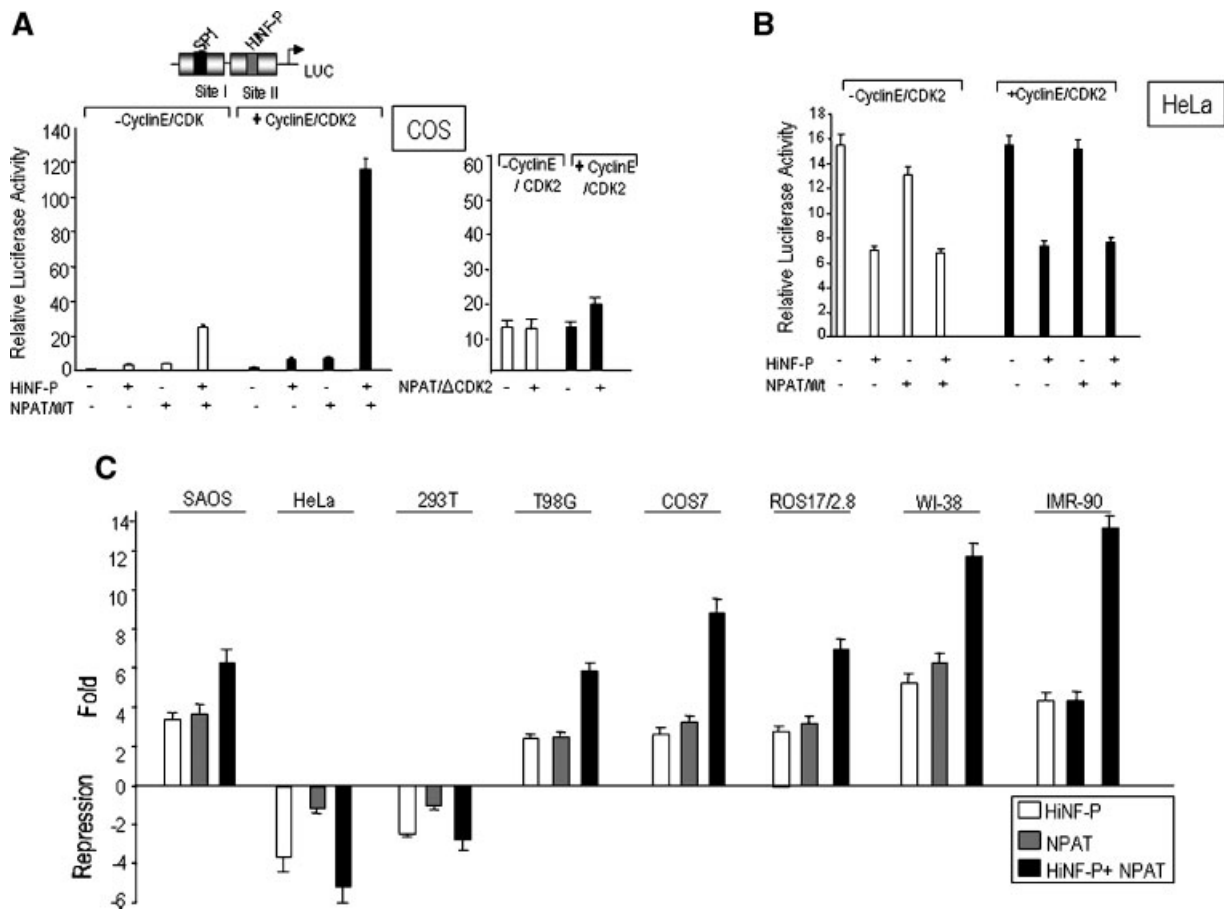 A
SP1
HiNF-P
LUC
Site I
Site II
-CyclinE/CDK
+ CyclinE/CDK2
COS
Relative Luciferase Activity
140
120
100
80
60
40
20
0
HiNF-P - + - + - + - +
NPAT/WT - - + + - - + +
-CyclinE
/ CDK2
+ CyclinE
/CDK2
60
50
40
30
20
10
NPAT/ΔCDK2 - + - +
B
-CyclinE/CDK2
+CyclinE/CDK2
HeLa
Relative Luciferase Activity
18
16
14
12
10
8
6
4
2
0
HiNF-P - + - + - + - +
NPAT/Wt - - + + - - + +
C
SAOS
HeLa
293T
T98G
COS7
ROS17/2.8
WI-38
IMR-90
Fold
Repression
14
12
10
8
6
4
2
0
-2
-4
-6
HiNF-P
NPAT
HiNF-P+ NPAT